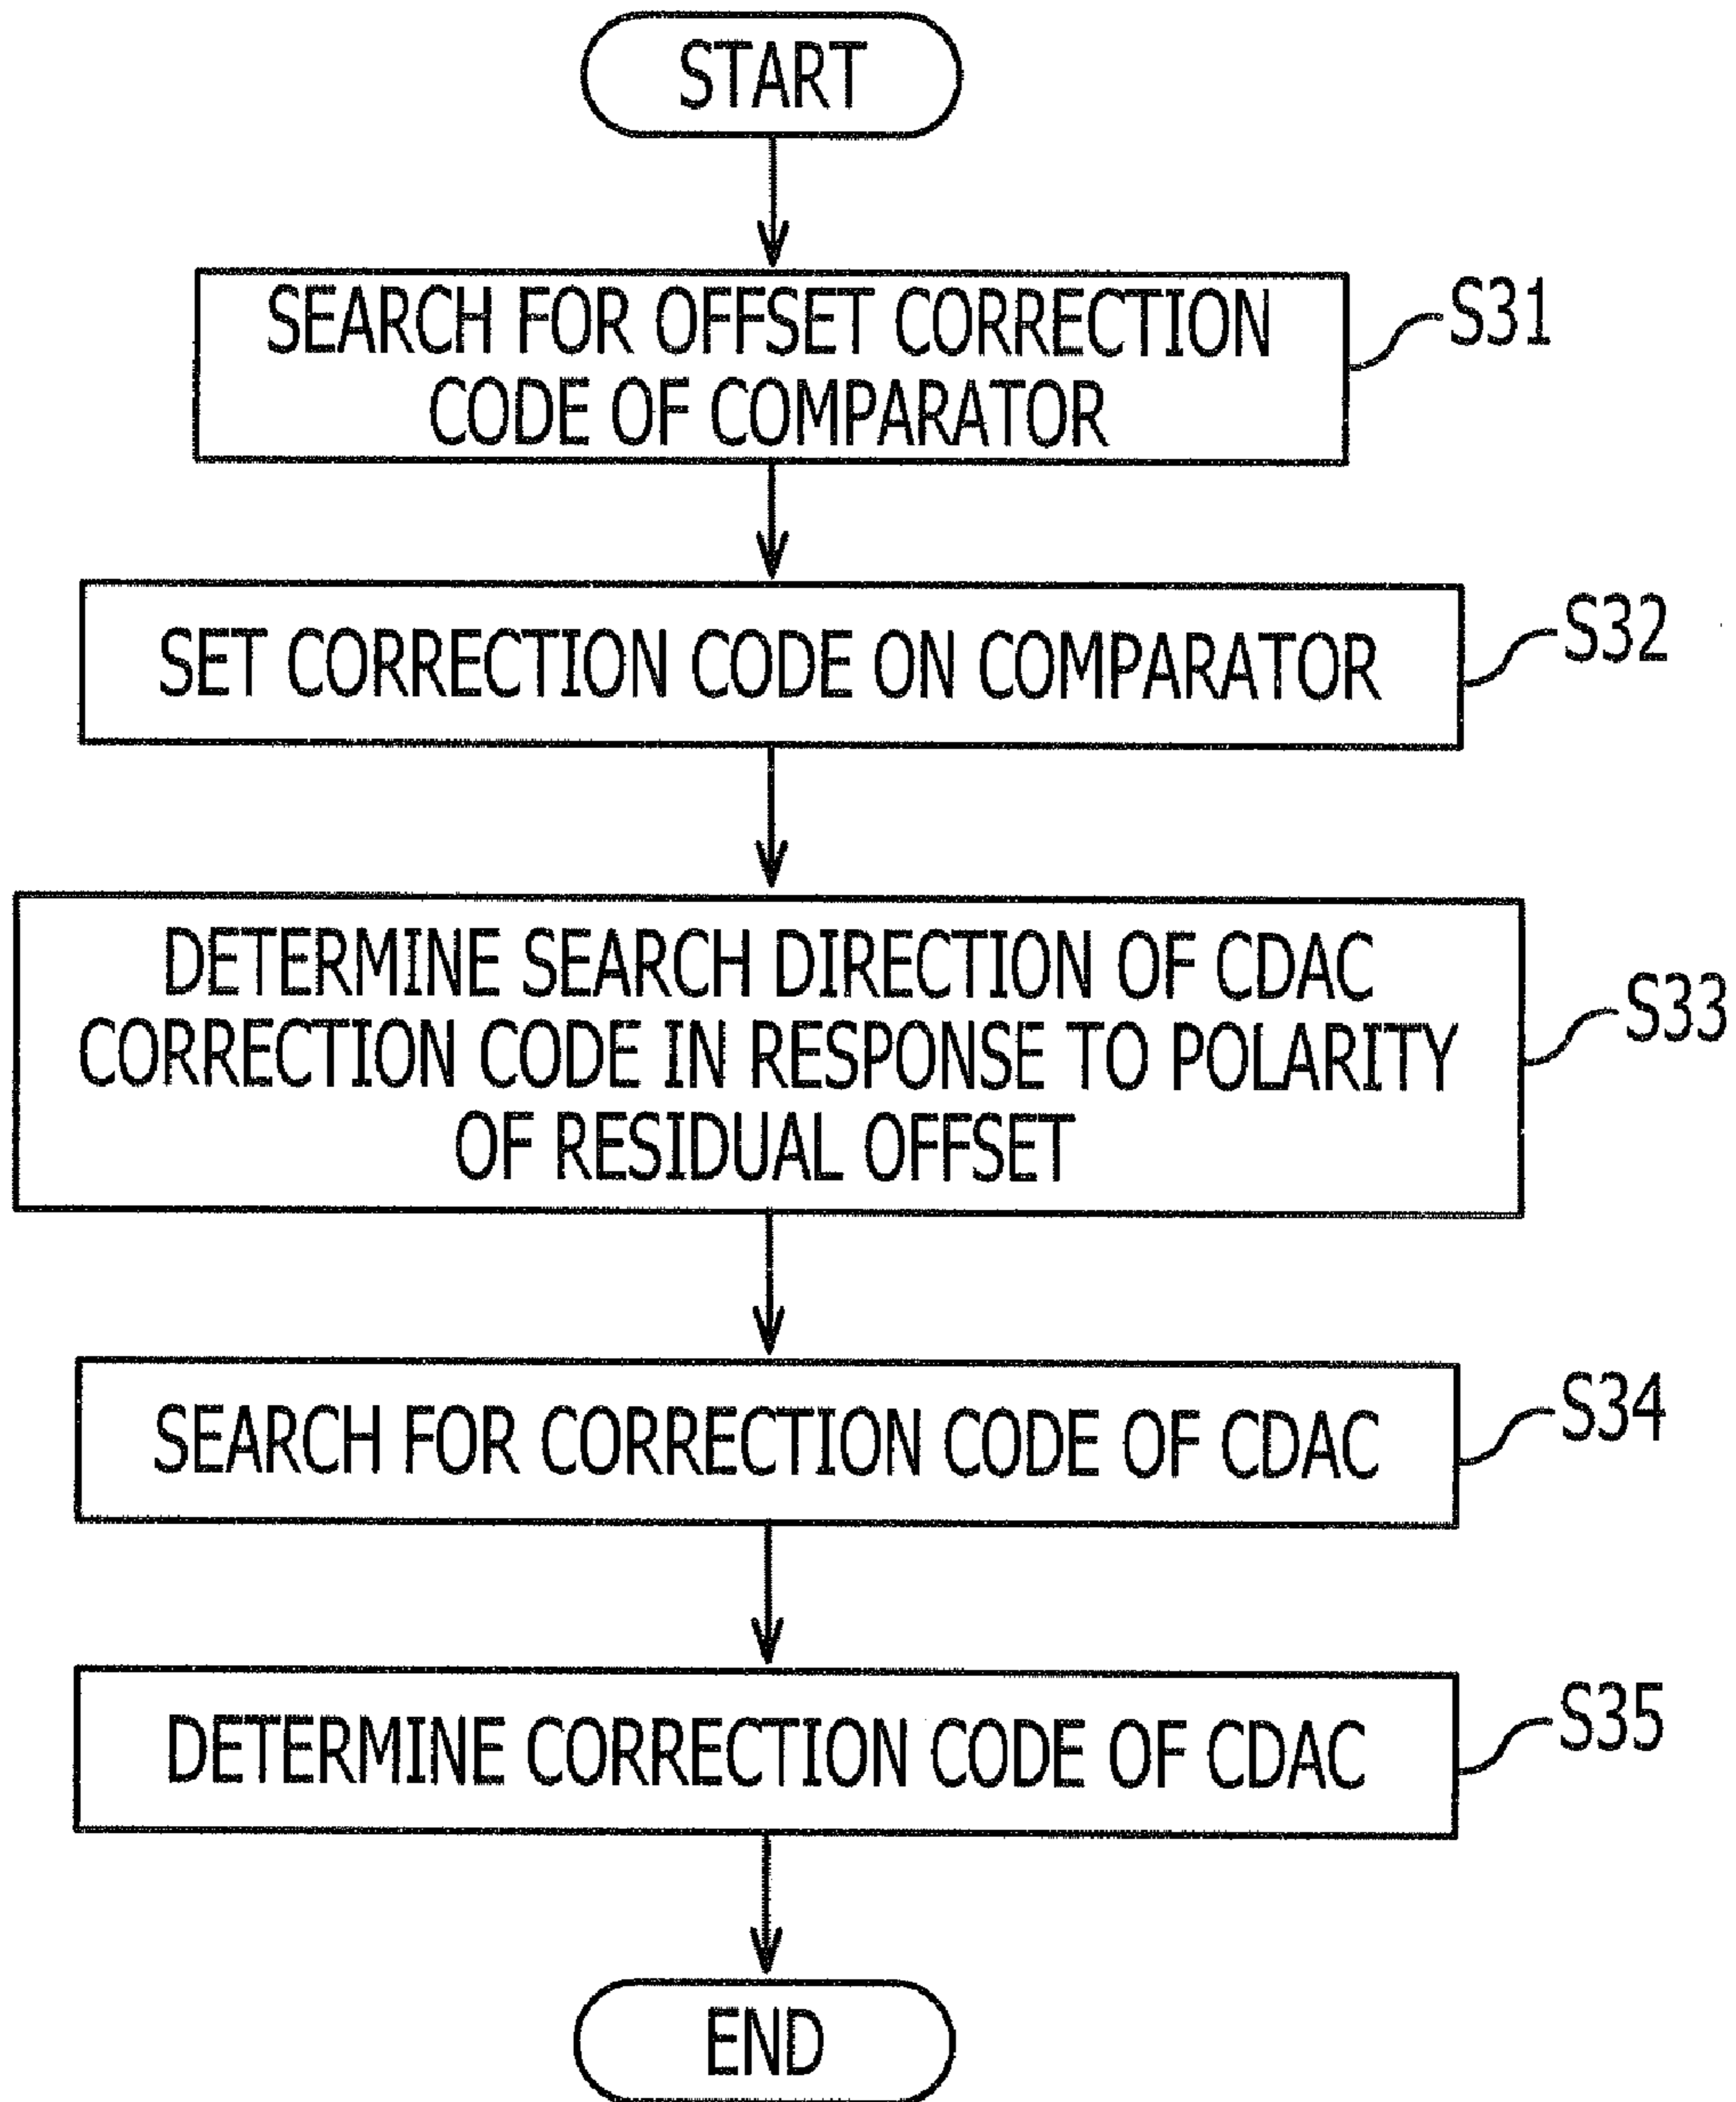 START
SEARCH FOR OFFSET CORRECTION
CODE OF COMPARATOR
S31
SET CORRECTION CODE ON COMPARATOR
S32
DETERMINE SEARCH DIRECTION OF CDAC
CORRECTION CODE IN RESPONSE TO POLARITY
OF RESIDUAL OFFSET
S33
SEARCH FOR CORRECTION CODE OF CDAC
S34
DETERMINE CORRECTION CODE OF CDAC
S35
END